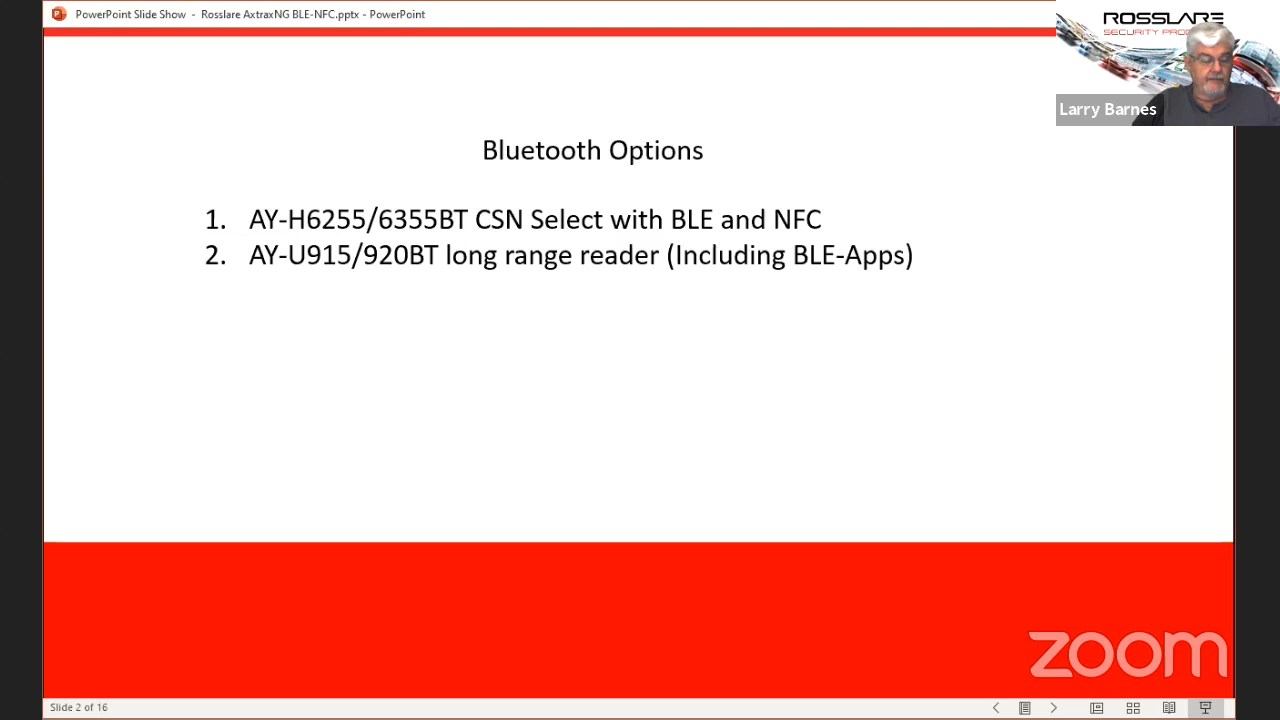 PowerPoint Slide Show - Rosslare AxtraxNG BLE-NFC.pptx - PowerPoint
ROSSLARE
SECURITY
Larry Barnes
Bluetooth Options
1. AY-H6255/6355BT CSN Select with BLE and NFC
2. AY-U915/920BT long range reader (Including BLE-Apps)
zoom
Slide 2 of 16